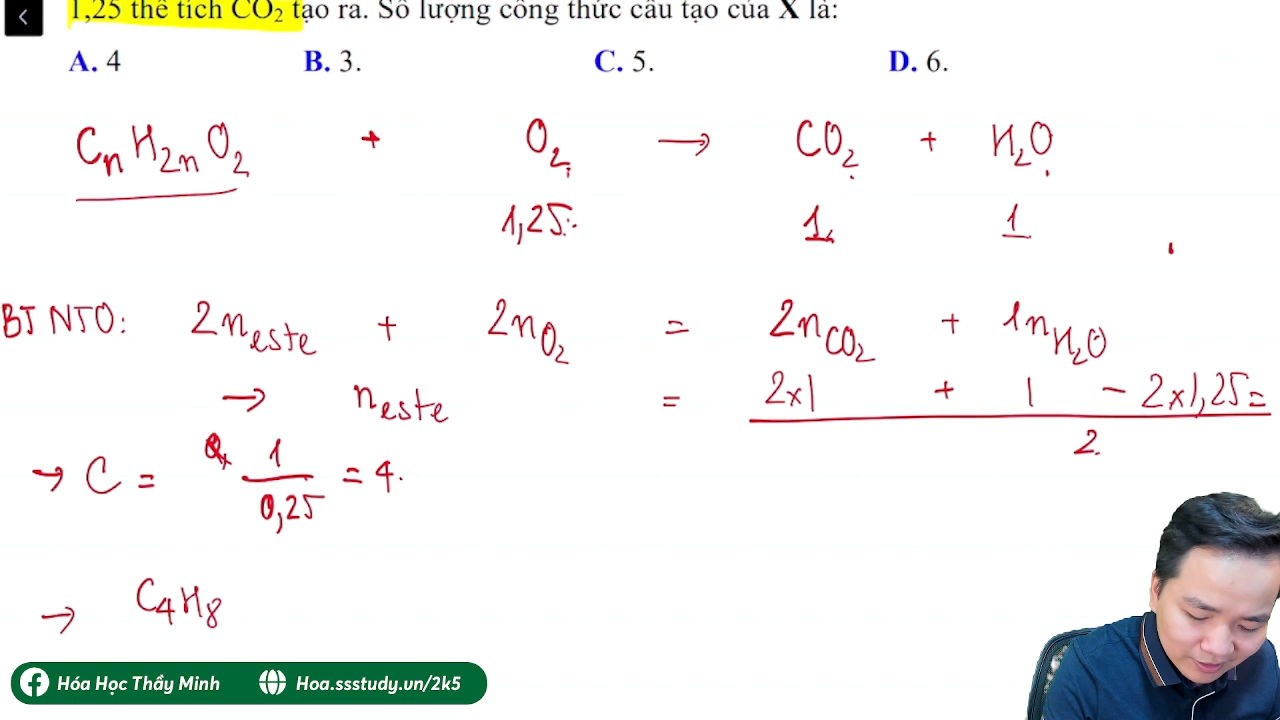 1,25 thể tích CO₂ tạo ra. Số lượng công thức cấu tạo của X là:
A. 4 B. 3. C. 5. D. 6.
CₙH₂ₙO₂ + O₂ → CO₂ + H₂O
1,25 1 1
BT NTO: 2n este + 2n O₂ = 2n CO₂ + 1n H₂O
→ n este = (2x1 + 1 - 2x1,25 = ) / 2
→ C = 1 / 0,25 = 4.
→ C₄H₈
Hóa Học Thầy Minh Hoa.ssstudy.vn/2k5